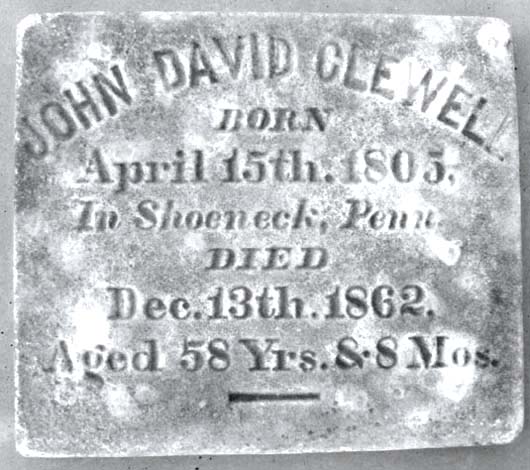 JOHN DAVID CLEWELL
BORN
April 15th. 1805.
In Shoeneck, Penn.
DIED
Dec. 13th. 1862.
Aged 58 Yrs. & 8 Mos.